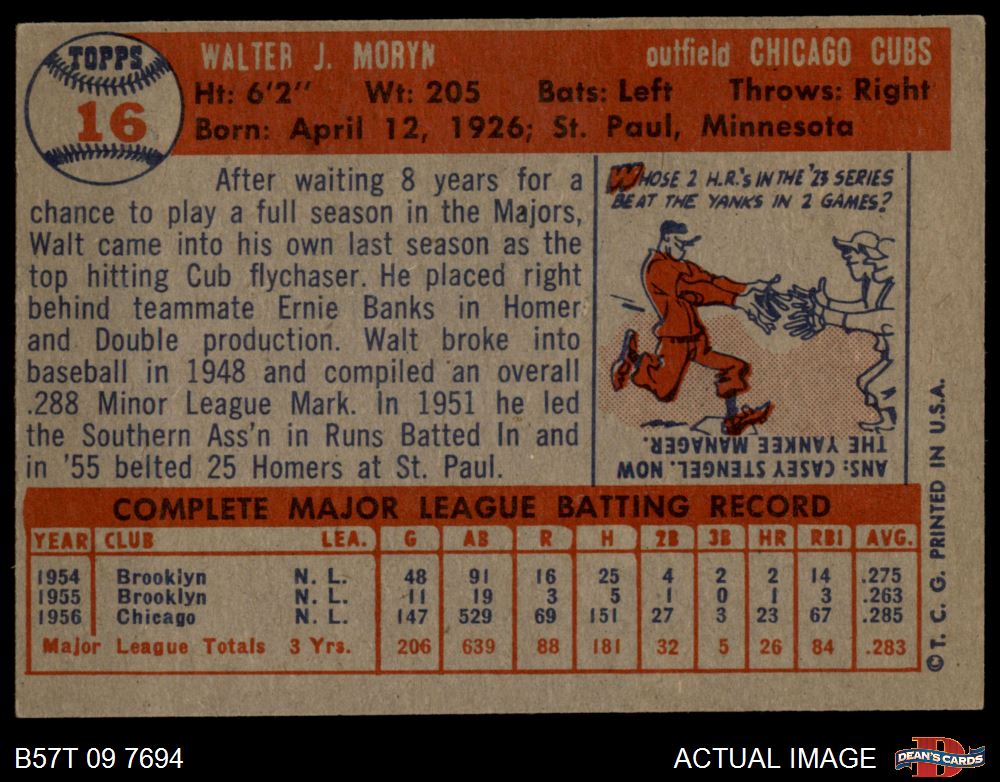 TOPPS
16
WALTER J. MORYN outfield CHICAGO CUBS
Ht: 6'2" Wt: 205 Bats: Left Throws: Right
Born: April 12, 1926; St. Paul, Minnesota
After waiting 8 years for a
chance to play a full season in the Majors,
Walt came into his own last season as the
top hitting Cub flychaser. He placed right
behind teammate Ernie Banks in Homer
and Double production. Walt broke into
baseball in 1948 and compiled an overall
.288 Minor League Mark. In 1951 he led
the Southern Ass'n in Runs Batted In and
in '55 belted 25 Homers at St. Paul.
WHOSE 2 H.R.'S IN THE '23 SERIES
BEAT THE YANKS IN 2 GAMES?
ANS: CASEY STENGEL. NOW
THE YANKEE MANAGER.
COMPLETE MAJOR LEAGUE BATTING RECORD
YEAR CLUB LEA. G AB R H 2B 3B HR RBI AVG.
1954 Brooklyn N. L. 48 91 16 25 4 2 2 14 .275
1955 Brooklyn N. L. 11 19 3 5 1 0 1 3 .263
1956 Chicago N. L. 147 529 69 151 27 3 23 67 .285
Major League Totals 3 Yrs. 206 639 88 181 32 5 26 84 .283
© T. C. G. PRINTED IN U.S.A.
B57T 09 7694 ACTUAL IMAGE
D
DEAN'S CARDS